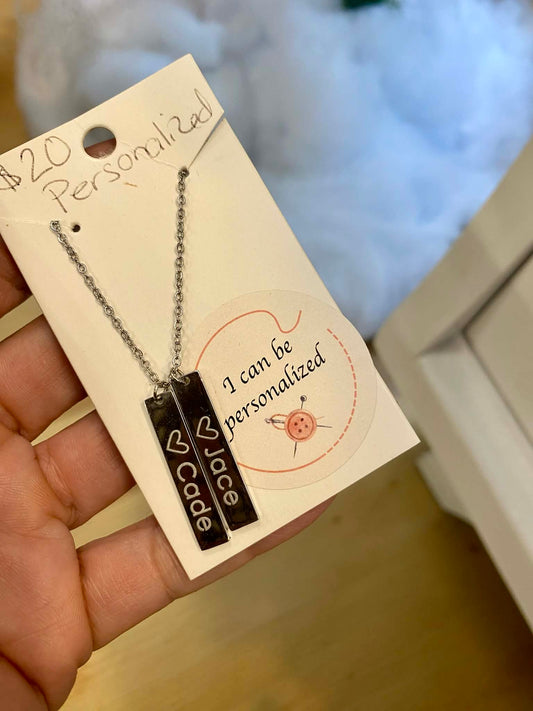 $20
Personalized
I can be
personalized
♡ Cade
♡ Jace